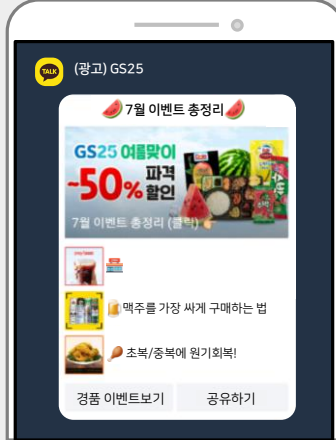 TALK
(광고) GS25
7월 이벤트 총정리
GS25 여름맞이
~50% 파격
할인
7월 이벤트 총정리 (클릭)
맥주를 가장 싸게 구매하는 법
초복/중복에 원기회복!
경품 이벤트보기
공유하기